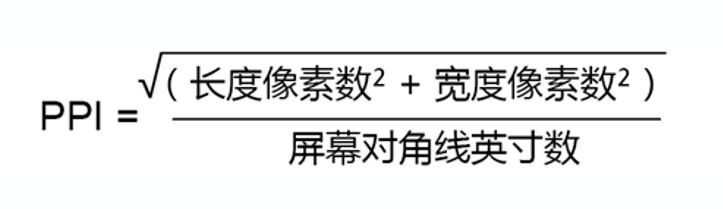 PPI = √( 长度像素数² + 宽度像素数² )
屏幕对角线英寸数